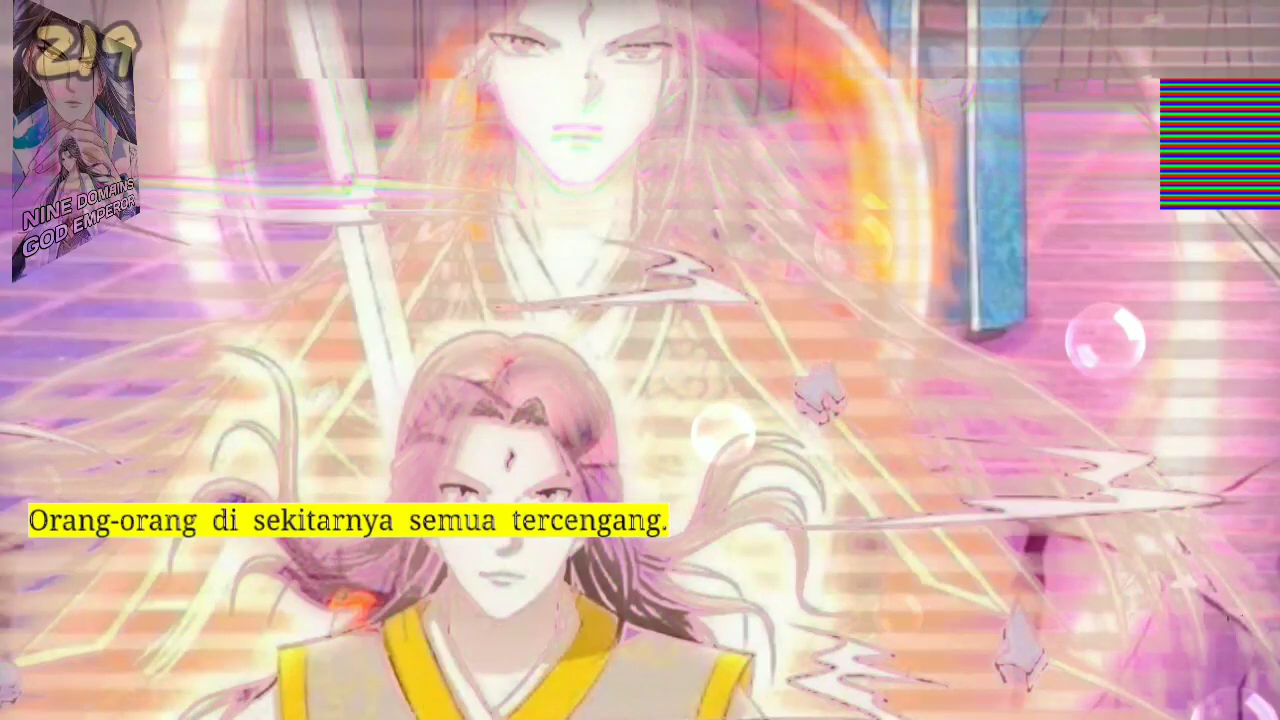 219
NINE DOMAINS
GOD EMPEROR
Orang-orang di sekitarnya semua tercengang.